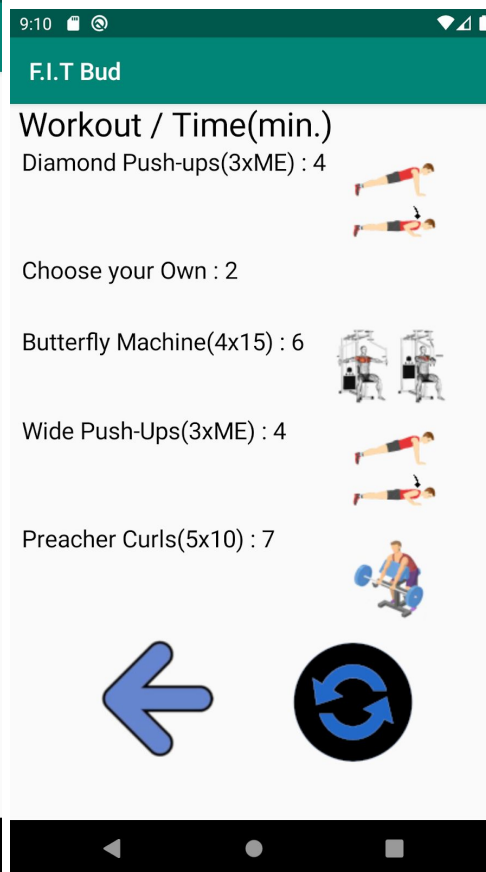 9:10
F.I.T Bud
Workout / Time(min.)
Diamond Push-ups(3xME) : 4
Choose your Own : 2
Butterfly Machine(4x15) : 6
Wide Push-Ups(3xME) : 4
Preacher Curls(5x10) : 7